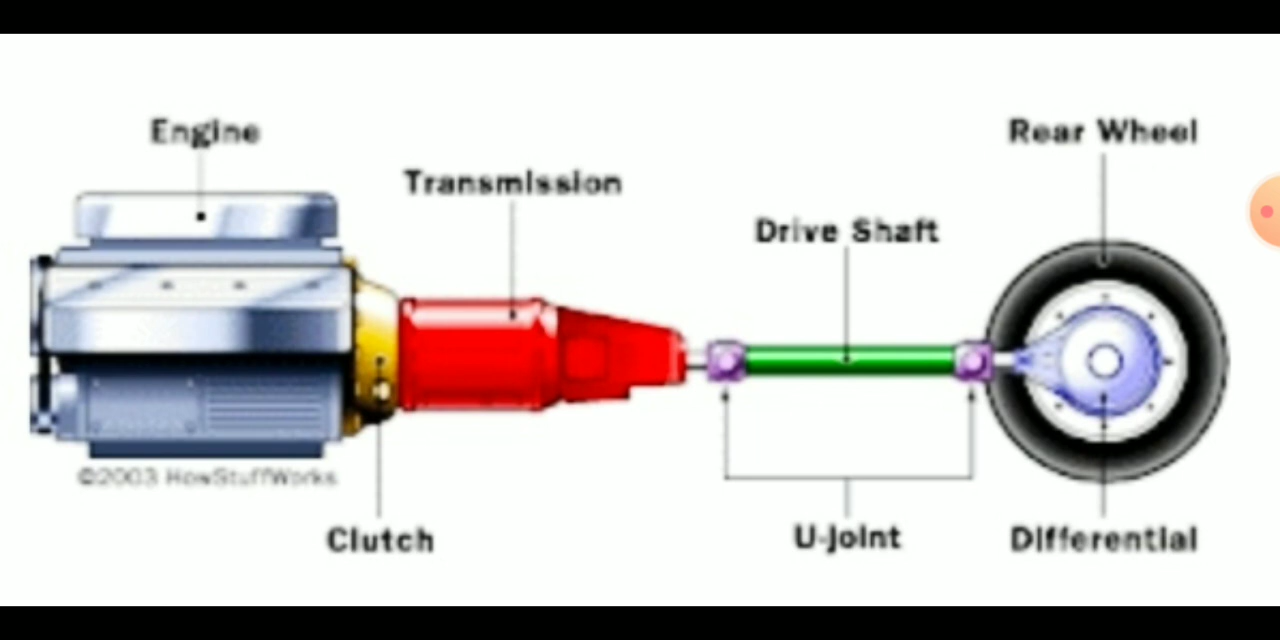 Engine
Rear Wheel
Transmission
Drive Shaft
©2003 HowStuffWorks
Clutch
U-Joint
Differential